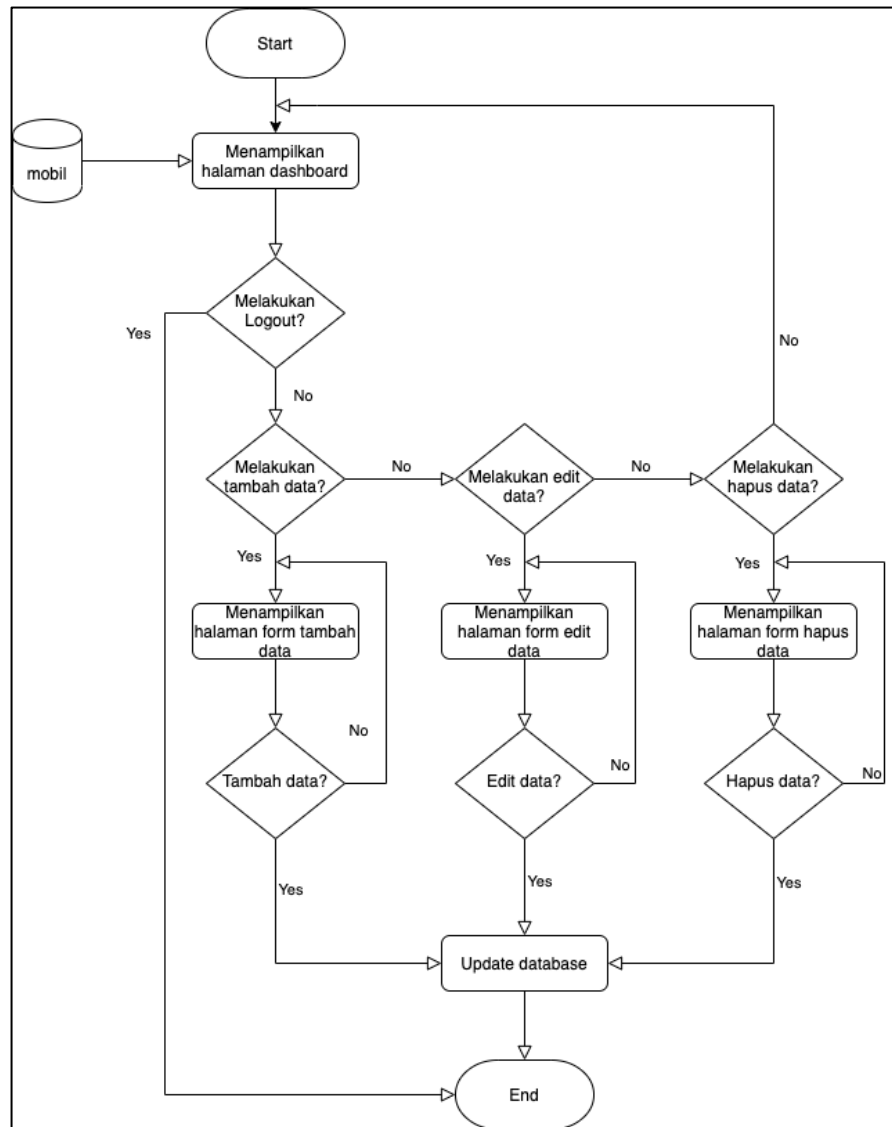 Start
mobil
Menampilkan
halaman dashboard
Melakukan
Logout?
Yes
No
No
Melakukan
tambah data?
No
Melakukan edit
data?
No
Melakukan
hapus data?
Yes
Yes
Yes
Menampilkan
halaman form tambah
data
Menampilkan
halaman form edit
data
Menampilkan
halaman form hapus
data
No
Tambah data?
Edit data?
No
Hapus data?
No
Yes
Yes
Yes
Update database
End